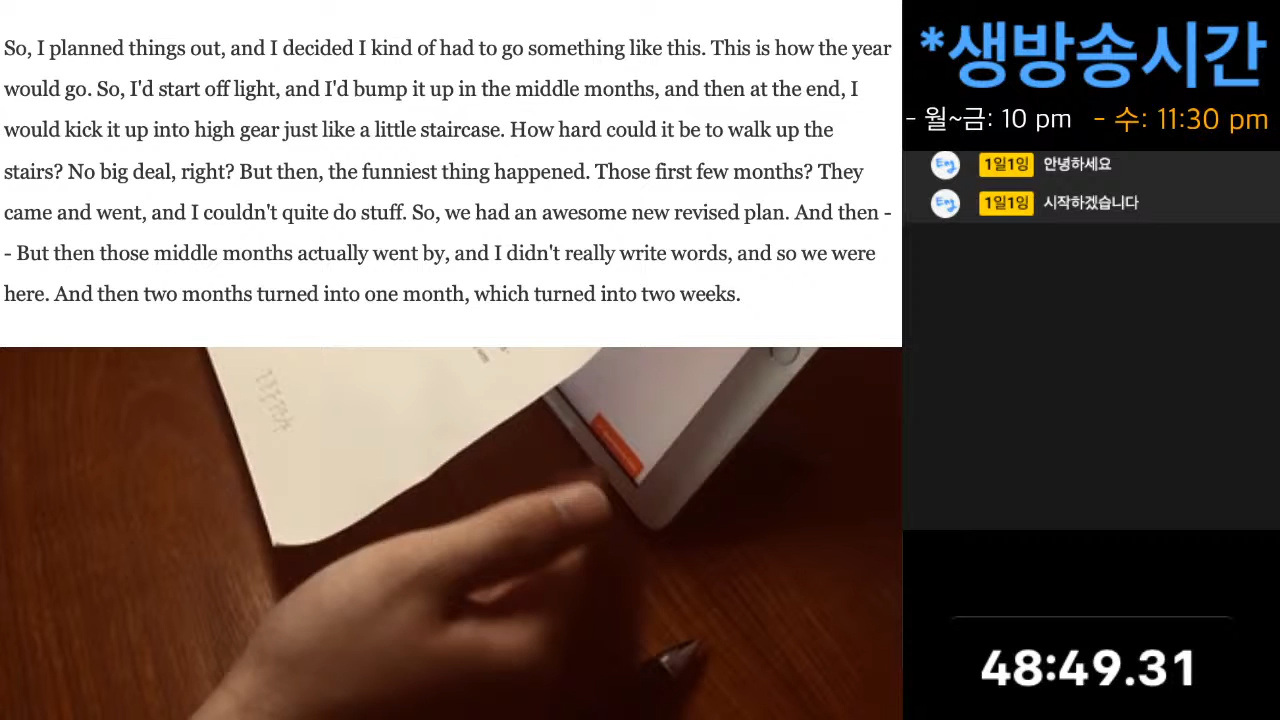 So, I planned things out, and I decided I kind of had to go something like this. This is how the year
would go. So, I'd start off light, and I'd bump it up in the middle months, and then at the end, I
would kick it up into high gear just like a little staircase. How hard could it be to walk up the
stairs? No big deal, right? But then, the funniest thing happened. Those first few months? They
came and went, and I couldn't quite do stuff. So, we had an awesome new revised plan. And then -
- But then those middle months actually went by, and I didn't really write words, and so we were
here. And then two months turned into one month, which turned into two weeks.
*생방송시간
- 월~금: 10 pm - 수: 11:30 pm
1일1잉 안녕하세요
1일1잉 시작하겠습니다
48:49.31